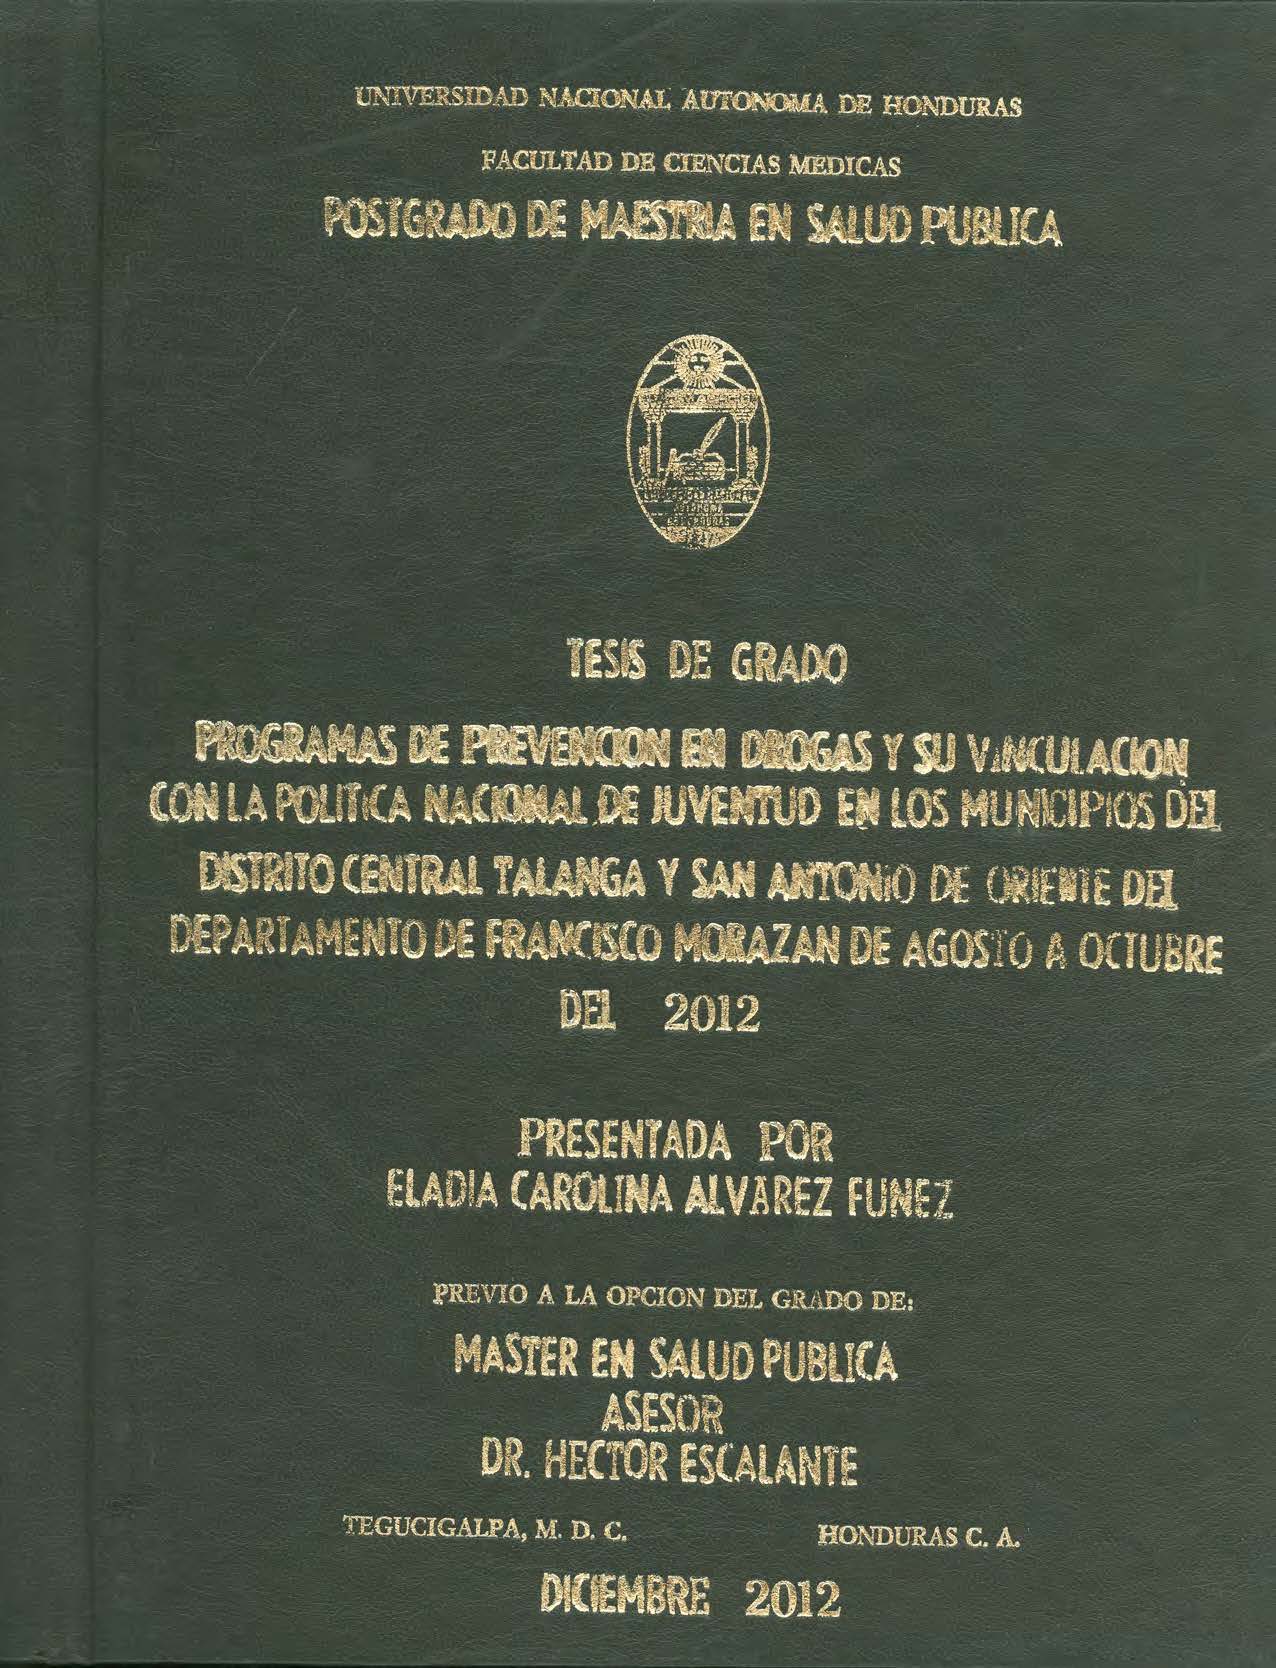 UNIVERSIDAD NACIONAL AUTONOMA DE HONDURAS
FACULTAD DE CIENCIAS MEDICAS
POSTGRADO DE MAESTRIA EN SALUD PUBLICA
TESIS DE GRADO
PROGRAMAS DE PREVENCION EN DROGAS Y SU VINCULACION
CON LA POLITICA NACIONAL DE JUVENTUD EN LOS MUNICIPIOS DEL
DISTRITO CENTRAL TALANGA Y SAN ANTONIO DE ORIENTE DEL
DEPARTAMENTO DE FRANCISCO MORAZAN DE AGOSTO A OCTUBRE
DEL 2012
PRESENTADA POR
ELADIA CAROLINA ALVAREZ FUNEZ
PREVIO A LA OPCION DEL GRADO DE:
MASTER EN SALUD PUBLICA
ASESOR
DR. HECTOR ESCALANTE
TEGUCIGALPA, M. D. C. HONDURAS C. A.
DICIEMBRE 2012